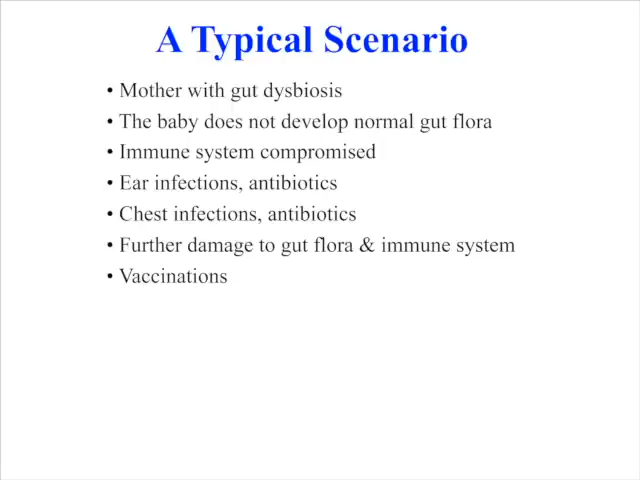 A Typical Scenario
• Mother with gut dysbiosis
• The baby does not develop normal gut flora
• Immune system compromised
• Ear infections, antibiotics
• Chest infections, antibiotics
• Further damage to gut flora & immune system
• Vaccinations